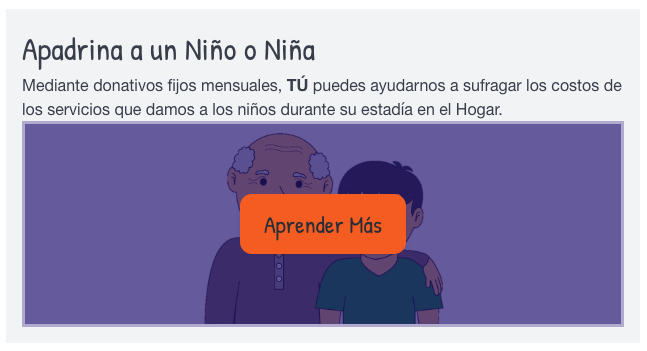 Apadrina a un Niño o Niña
Mediante donativos fijos mensuales, TÚ puedes ayudarnos a sufragar los costos de
los servicios que damos a los niños durante su estadía en el Hogar.
Aprender Más